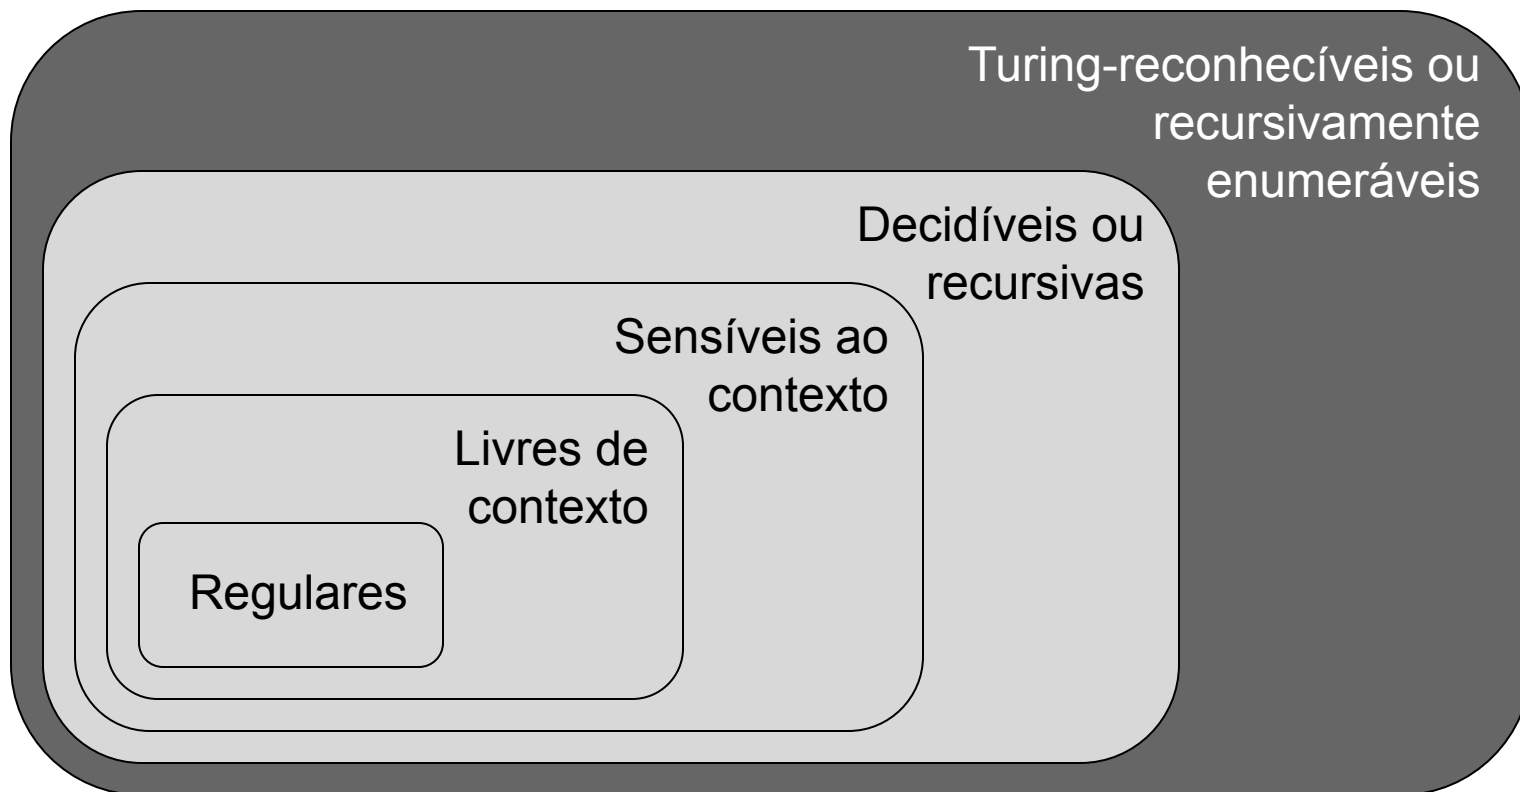 Turing-reconhecíveis ou
recursivamente
enumeráveis
Decidíveis ou
recursivas
Sensíveis ao
contexto
Livres de
contexto
Regulares